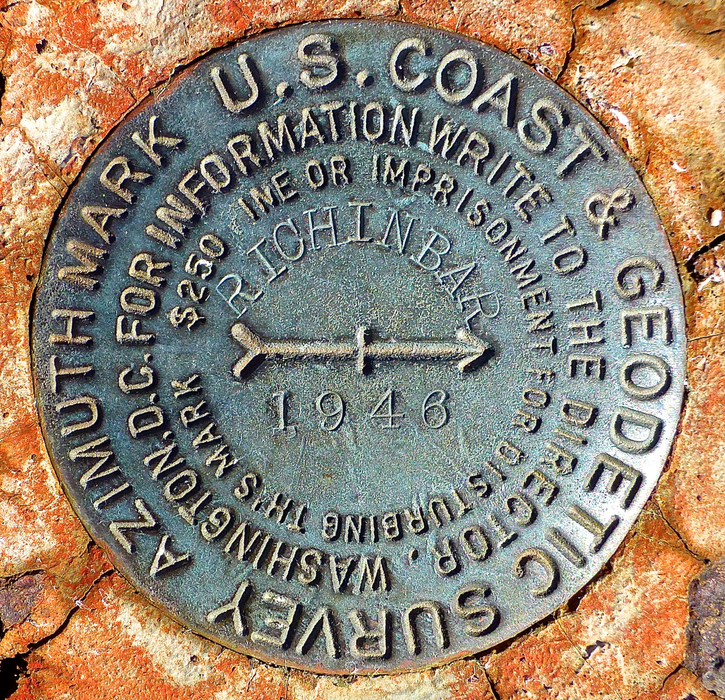 U.S. COAST & GEODETIC SURVEY
AZIMUTH MARK
FOR INFORMATION WRITE TO THE DIRECTOR, WASHINGTON, D.C.
$250 INE OR IMPRISONMENT FOR DISTURBING TH'S MARK
RICHINBAR
1946